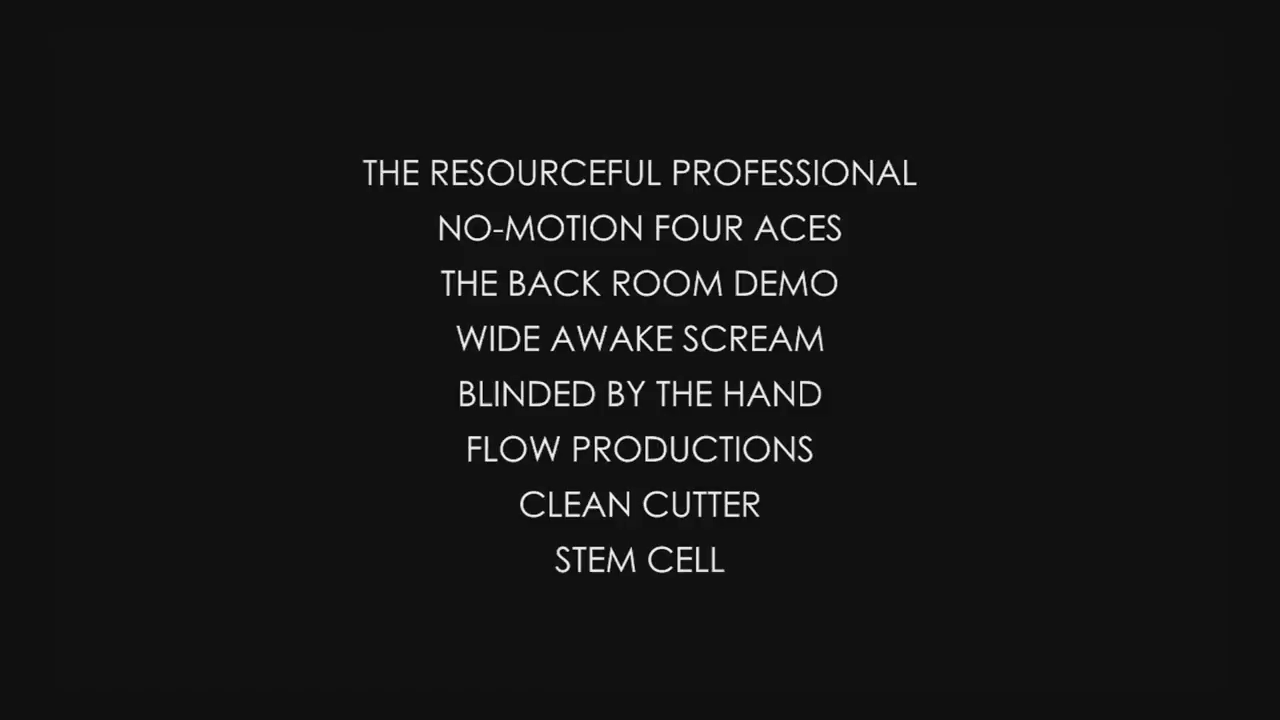 THE RESOURCEFUL PROFESSIONAL
NO-MOTION FOUR ACES
THE BACK ROOM DEMO
WIDE AWAKE SCREAM
BLINDED BY THE HAND
FLOW PRODUCTIONS
CLEAN CUTTER
STEM CELL